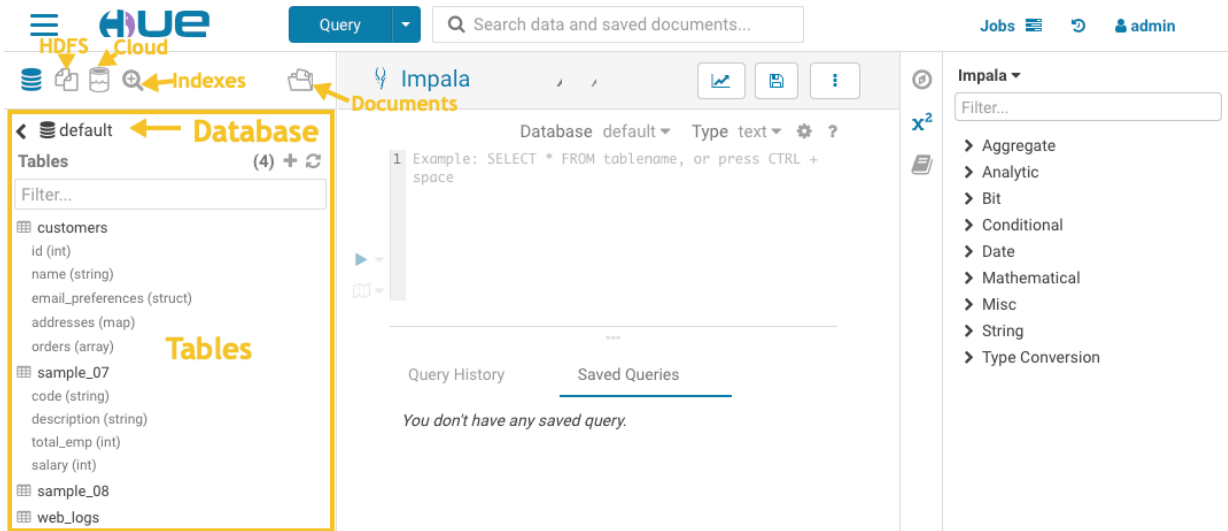 HUE
Query
Search data and saved documents...
Jobs
admin
HDFS
Cloud
Indexes
Documents
default
Database
Tables
(4)
Filter...
customers
id (int)
name (string)
email_preferences (struct)
addresses (map)
orders (array)
Tables
sample_07
code (string)
description (string)
total_emp (int)
salary (int)
sample_08
web_logs
Impala
Database default Type text ?
1 Example: SELECT * FROM tablename, or press CTRL +
space
Query History Saved Queries
You don't have any saved query.
x²
Impala
Filter...
Aggregate
Analytic
Bit
Conditional
Date
Mathematical
Misc
String
Type Conversion